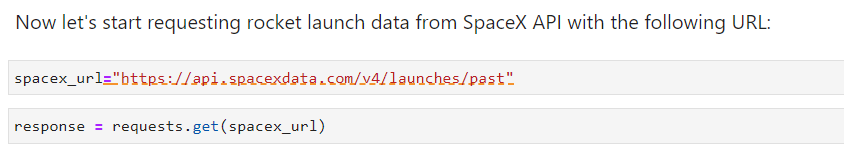 Now let's start requesting rocket launch data from SpaceX API with the following URL:
spacex_url="https://api.spacexdata.com/v4/launches/past"
response = requests.get(spacex_url)